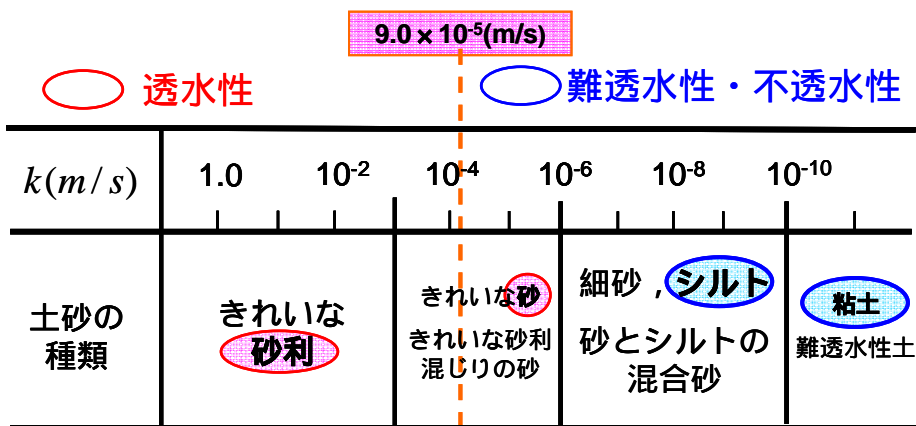 9.0×10⁻⁵(m/s)
透水性
難透水性・不透水性
k(m/s)
1.0
10⁻²
10⁻⁴
10⁻⁶
10⁻⁸
10⁻¹⁰
土砂の
種類
きれいな
砂利
きれいな砂
きれいな砂利
混じりの砂
細砂，シルト
砂とシルトの
混合砂
粘土
難透水性土